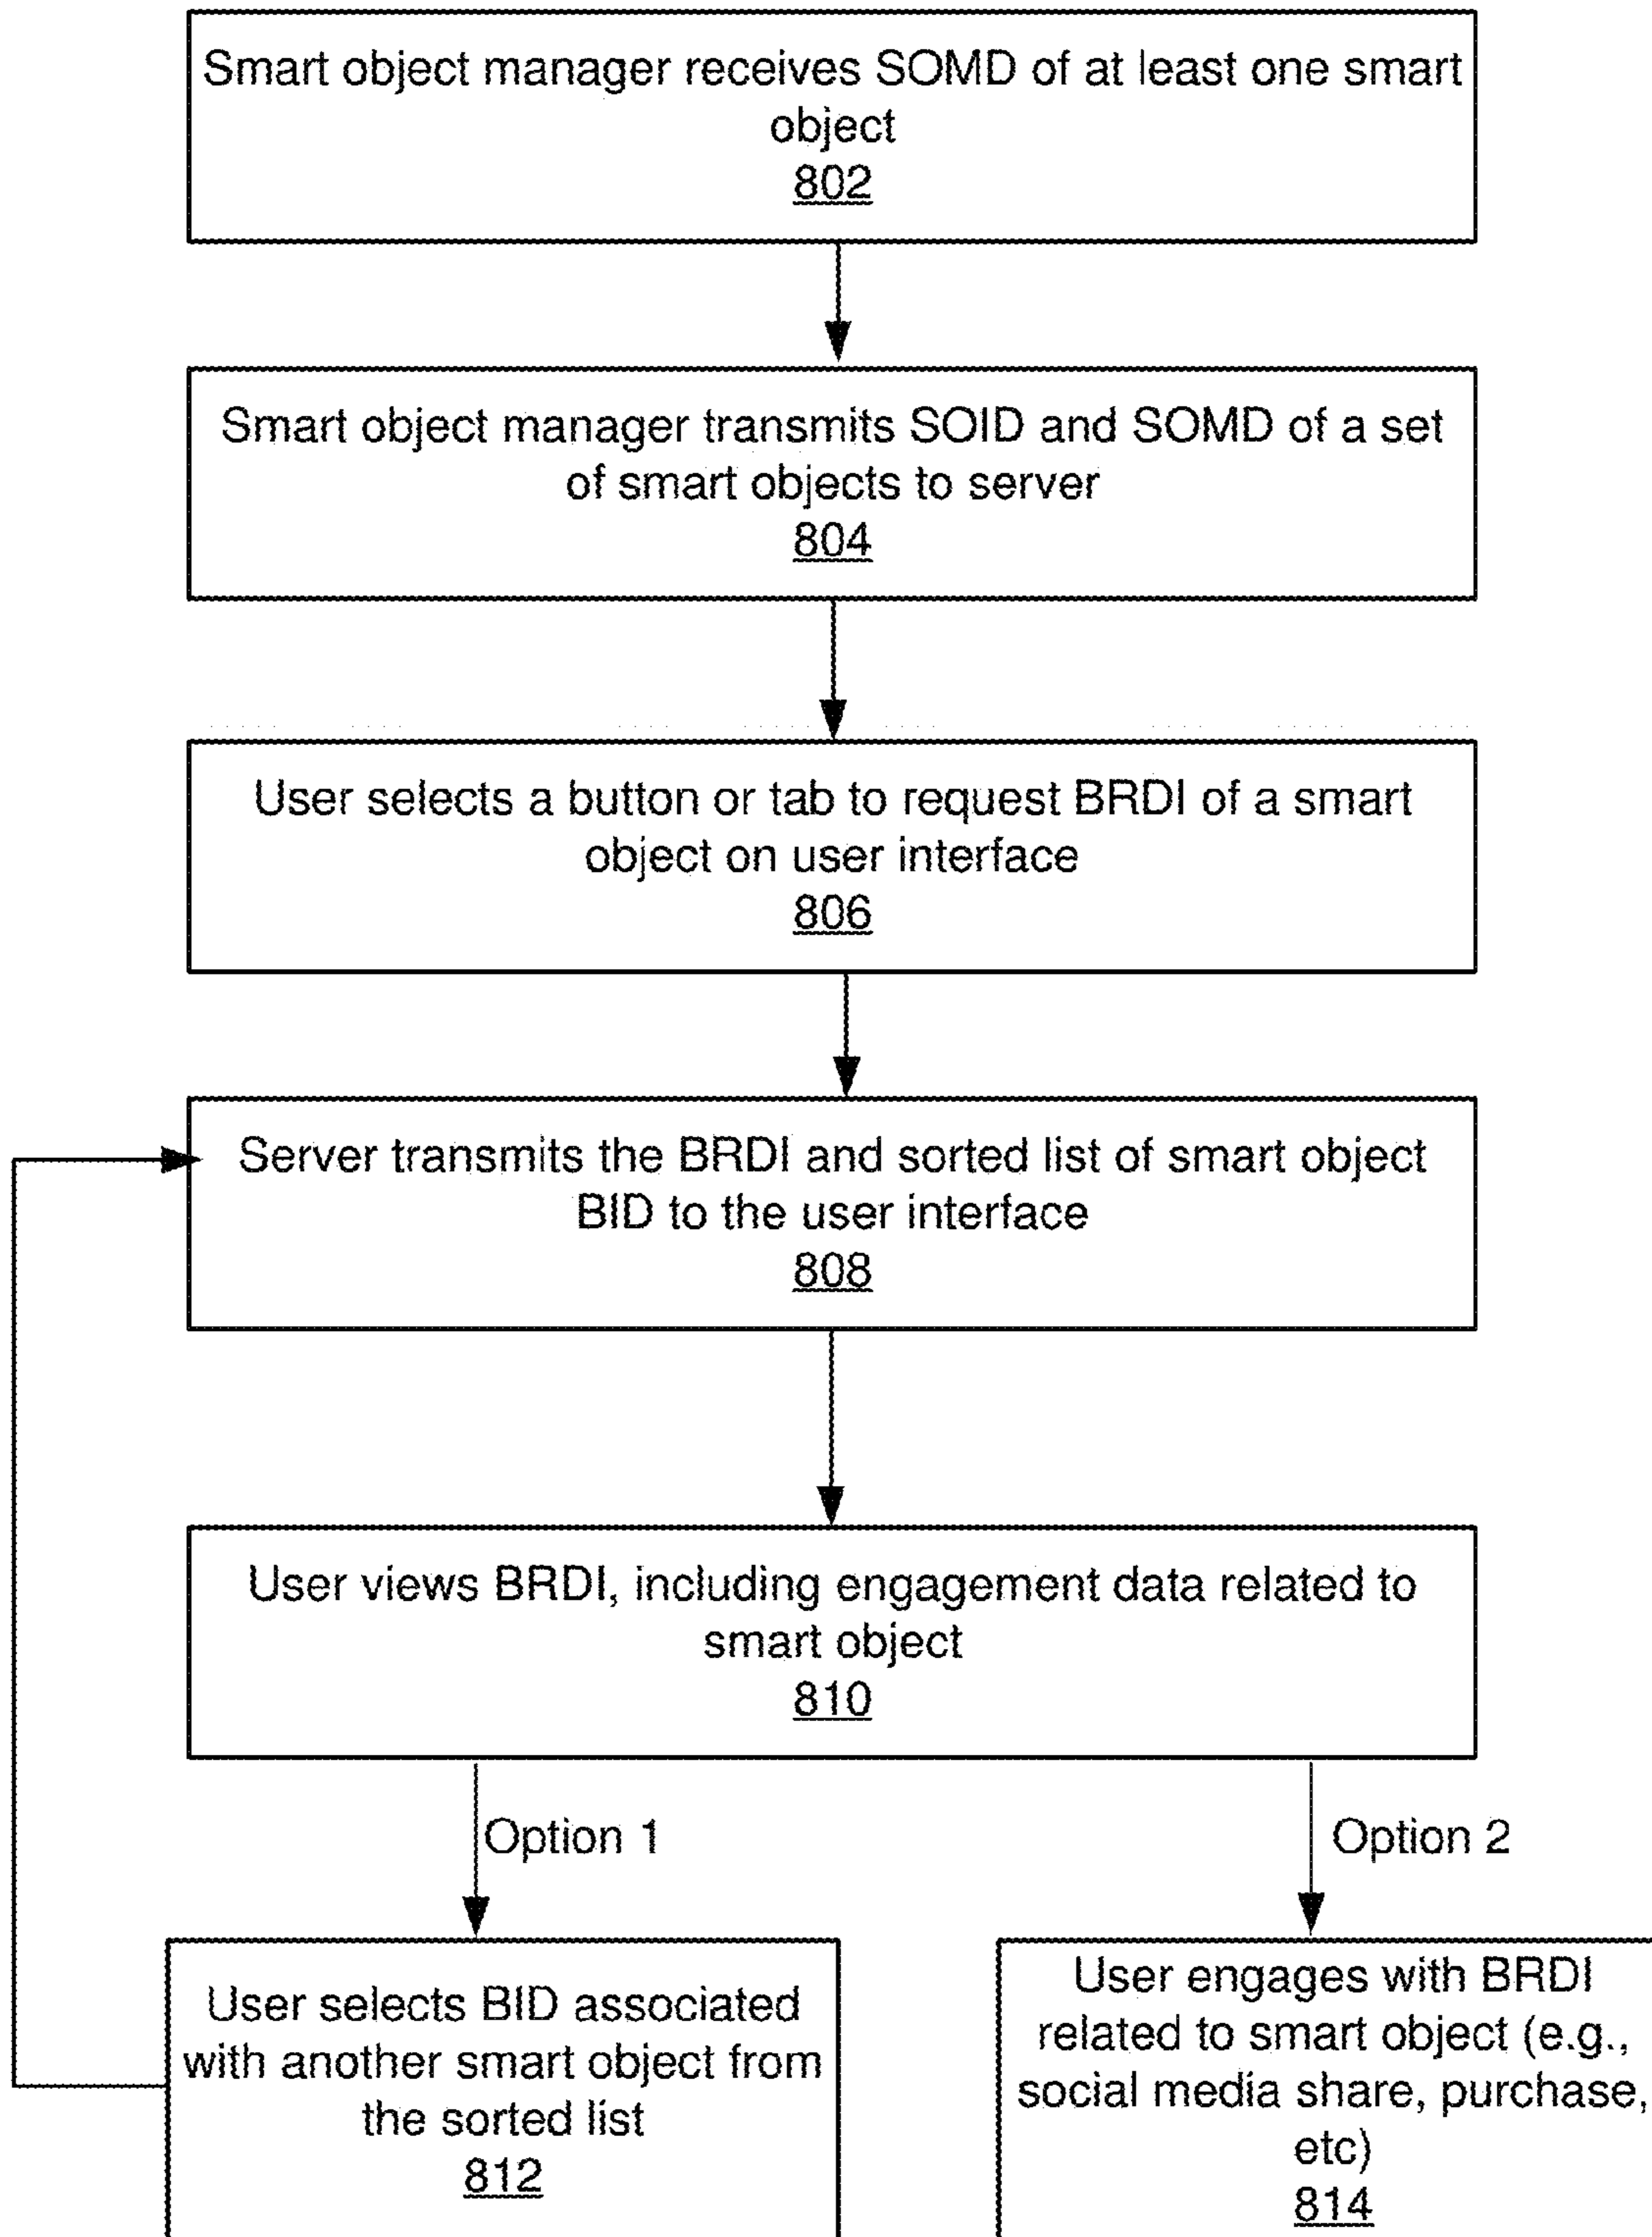 Smart object manager receives SOMD of at least one smart
object
802
Smart object manager transmits SOID and SOMD of a set
of smart objects to server
804
User selects a button or tab to request BRDI of a smart
object on user interface
806
Server transmits the BRDI and sorted list of smart object
BID to the user interface
808
User views BRDI, including engagement data related to
smart object
810
Option 1
Option 2
User selects BID associated
with another smart object from
the sorted list
812
User engages with BRDI
related to smart object (e.g.,
social media share, purchase,
etc)
814